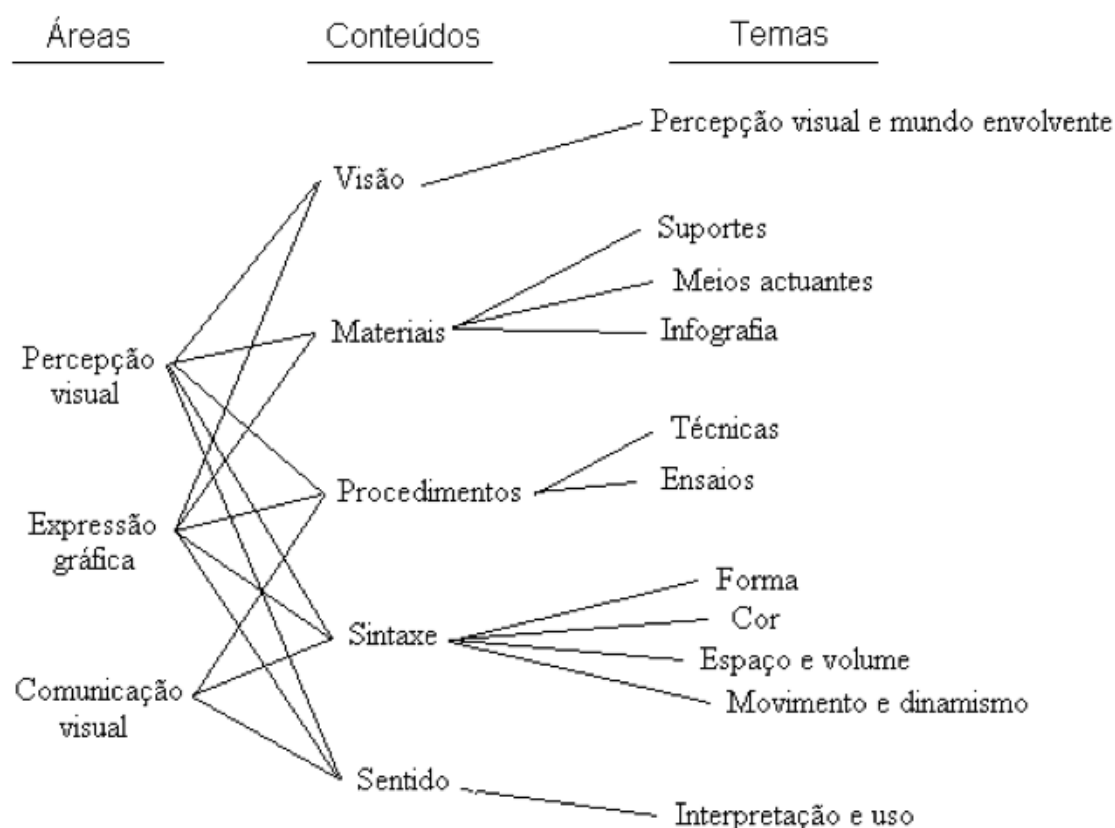 Áreas
Conteúdos
Temas
Percepção visual e mundo envolvente
Visão
Suportes
Meios actuantes
Materiais
Infografia
Percepção
visual
Técnicas
Ensaios
Procedimentos
Expressão
gráfica
Forma
Cor
Sintaxe
Espaço e volume
Movimento e dinamismo
Comunicação
visual
Sentido
Interpretação e uso